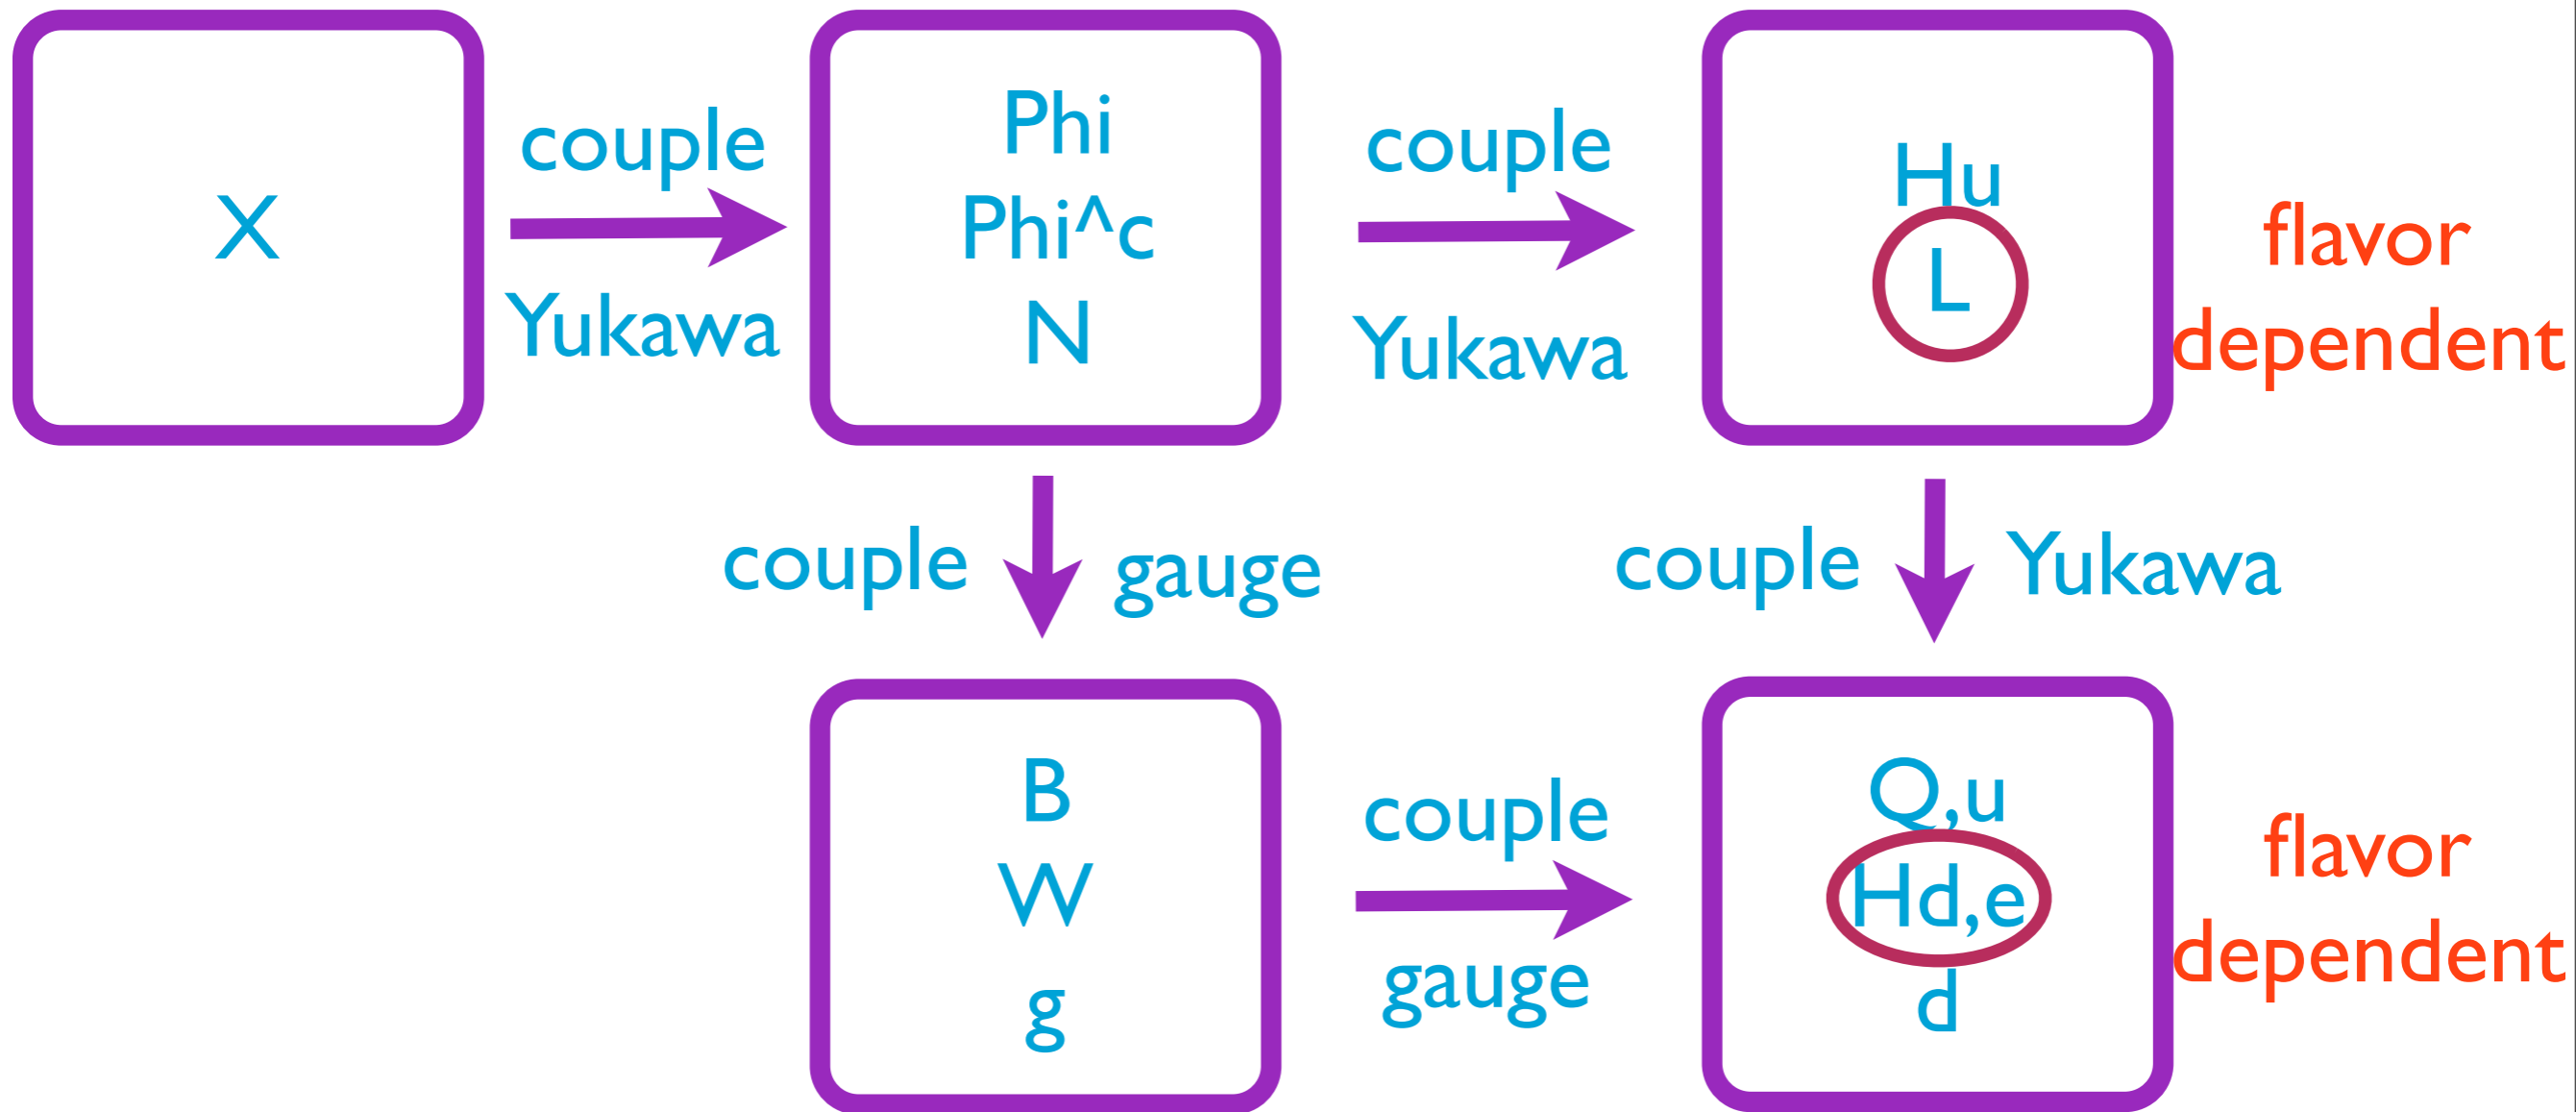 X
couple
Yukawa
Phi
Phi^c
N
couple
Yukawa
Hu
L
flavor
dependent
couple gauge
couple Yukawa
B
W
g
couple
gauge
Q,u
Hd,e
d
flavor
dependent